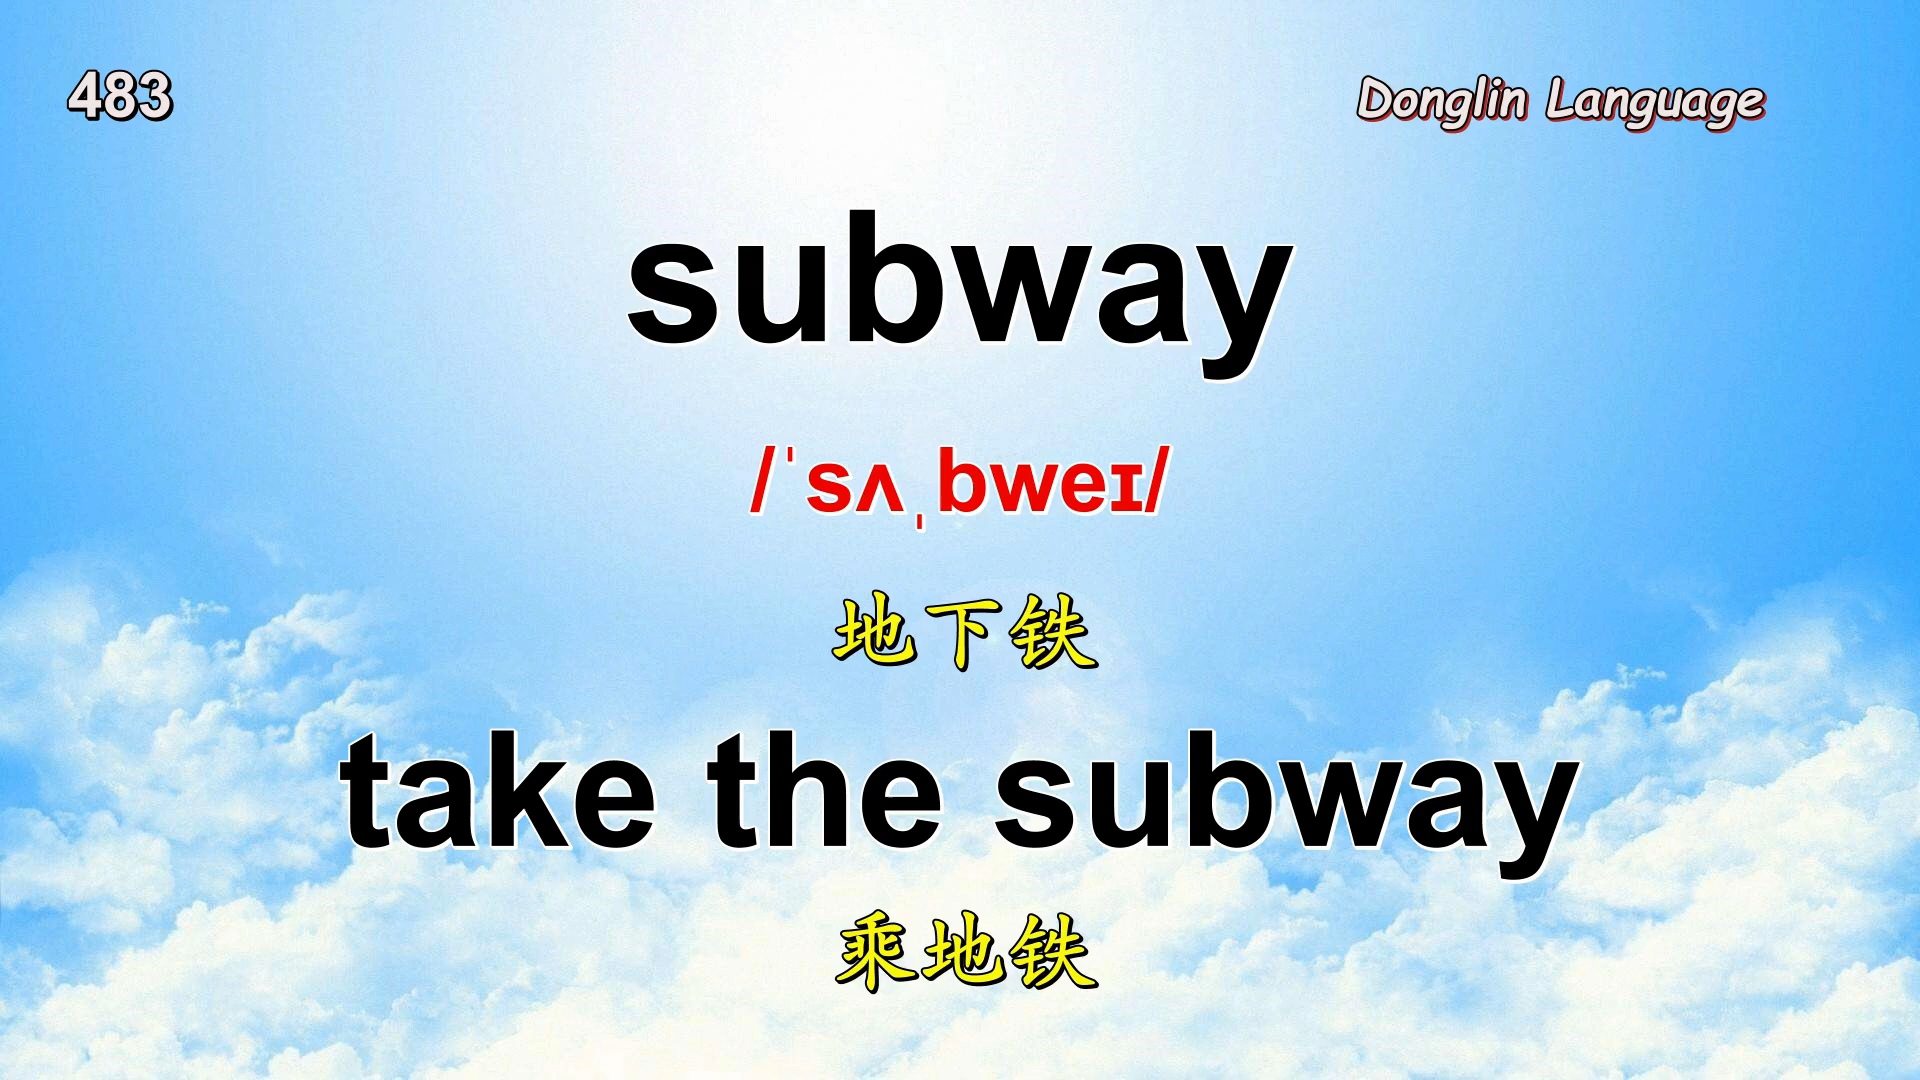 483
Donglin Language
subway
/ˈsʌˌbweɪ/
地下铁
take the subway
乘地铁